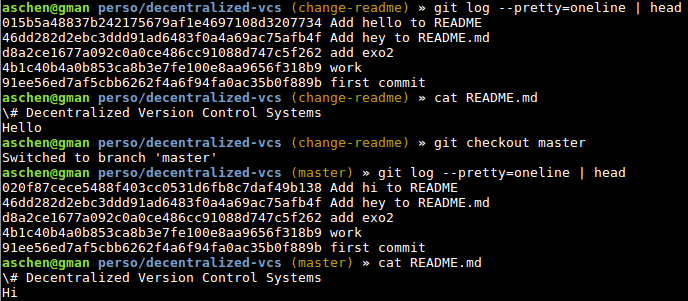 aschen@gman perso/decentralized-vcs (change-readme) » git log --pretty=oneline | head
015b5a48837b242175679af1e4697108d3207734 Add hello to README
46dd282d2ebc3ddd91ad6483f0a4a69ac75afb4f Add hey to README.md
d8a2ce1677a092c0a0ce486cc91088d747c5f262 add exo2
4b1c40b4a0b853ca8b3e7fe100e8aa9656f318b9 work
91ee56ed7af5cbb6262f4a6f94fa0ac35b0f889b first commit
aschen@gman perso/decentralized-vcs (change-readme) » cat README.md
\# Decentralized Version Control Systems
Hello
aschen@gman perso/decentralized-vcs (change-readme) » git checkout master
Switched to branch 'master'
aschen@gman perso/decentralized-vcs (master) » git log --pretty=oneline | head
020f87cece5488f403cc0531d6fb8c7daf49b138 Add hi to README
46dd282d2ebc3ddd91ad6483f0a4a69ac75afb4f Add hey to README.md
d8a2ce1677a092c0a0ce486cc91088d747c5f262 add exo2
4b1c40b4a0b853ca8b3e7fe100e8aa9656f318b9 work
91ee56ed7af5cbb6262f4a6f94fa0ac35b0f889b first commit
aschen@gman perso/decentralized-vcs (master) » cat README.md
\# Decentralized Version Control Systems
Hi